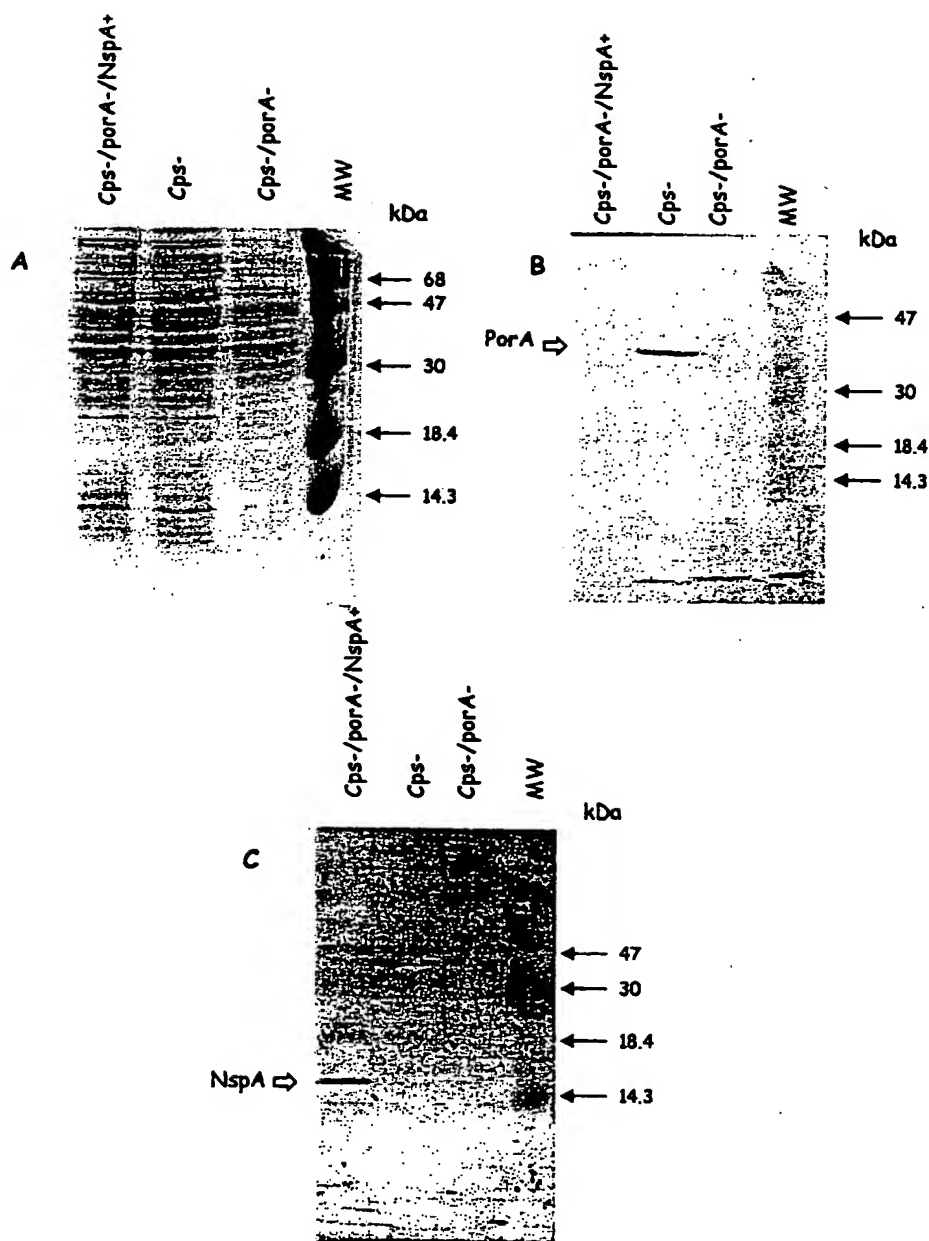 Cps-/porA-/NspA+
Cps-
Cps-/porA-
MW
kDa
A
68
47
30
18.4
14.3
Cps-/porA-/NspA+
Cps-
Cps-/porA-
MW
kDa
B
PorA
47
30
18.4
14.3
Cps-/porA-/NspA+
Cps-
Cps-/porA-
MW
kDa
C
47
30
18.4
NspA
14.3